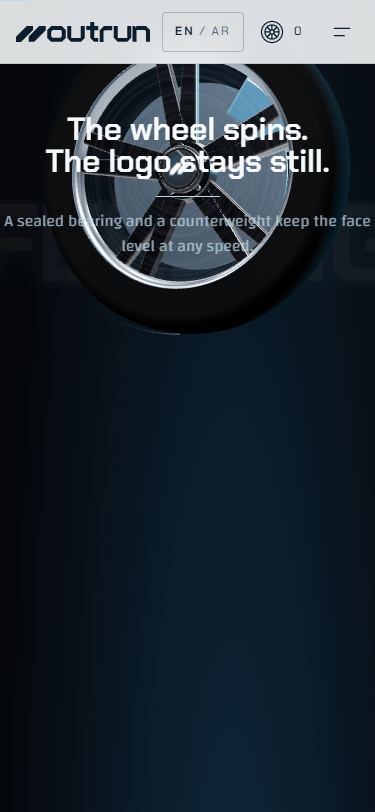 outrun
EN / AR
0
The wheel spins.
The logo stays still.
A sealed bearing and a counterweight keep the face
level at any speed.